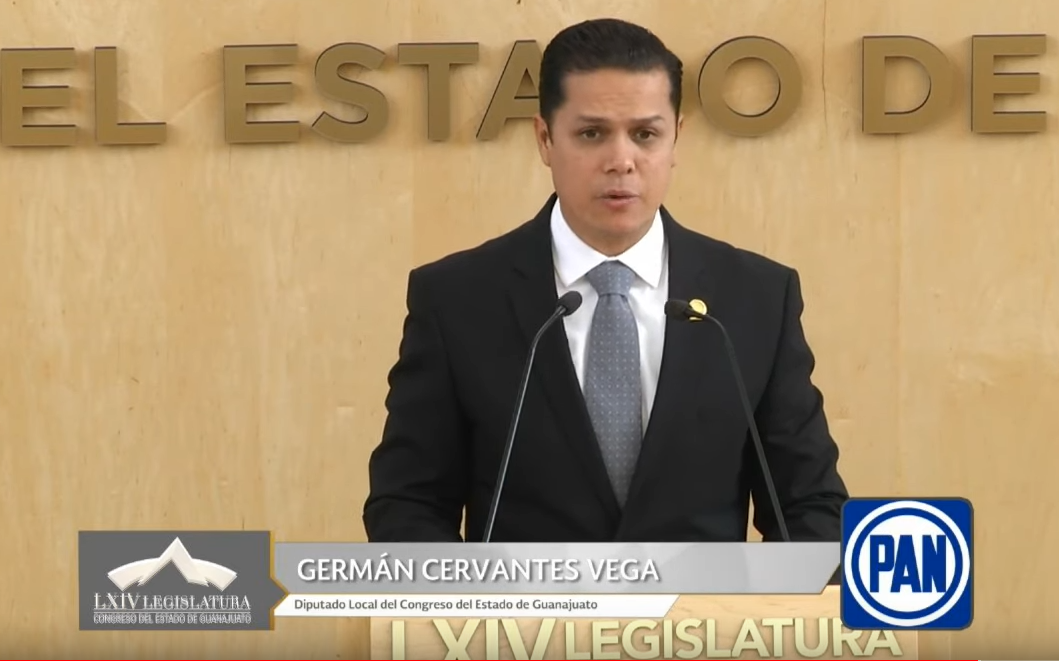 EL ESTADO DE
LXIV LEGISLATURA
CONGRESO DEL ESTADO DE GUANAJUATO
GERMÁN CERVANTES VEGA
Diputado Local del Congreso del Estado de Guanajuato
PAN
LXIV LEGISLATURA